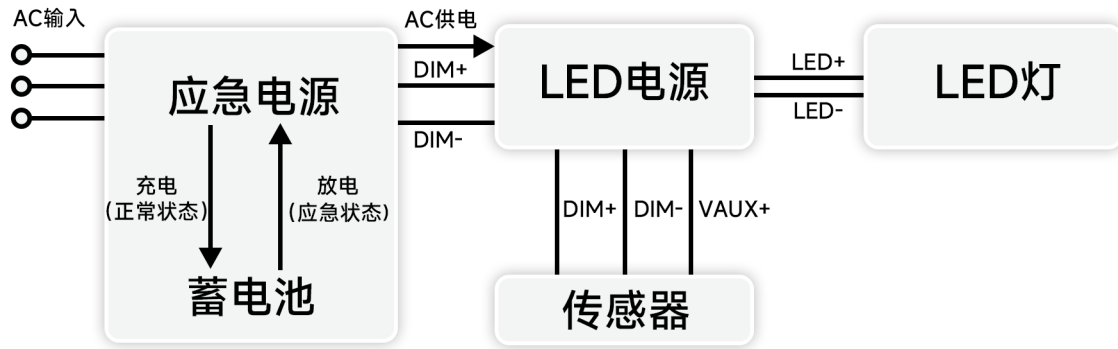 AC输入
AC供电
应急电源
DIM+
DIM-
LED电源
LED+
LED-
LED灯
充电
(正常状态)
放电
(应急状态)
蓄电池
DIM+
DIM-
VAUX+
传感器